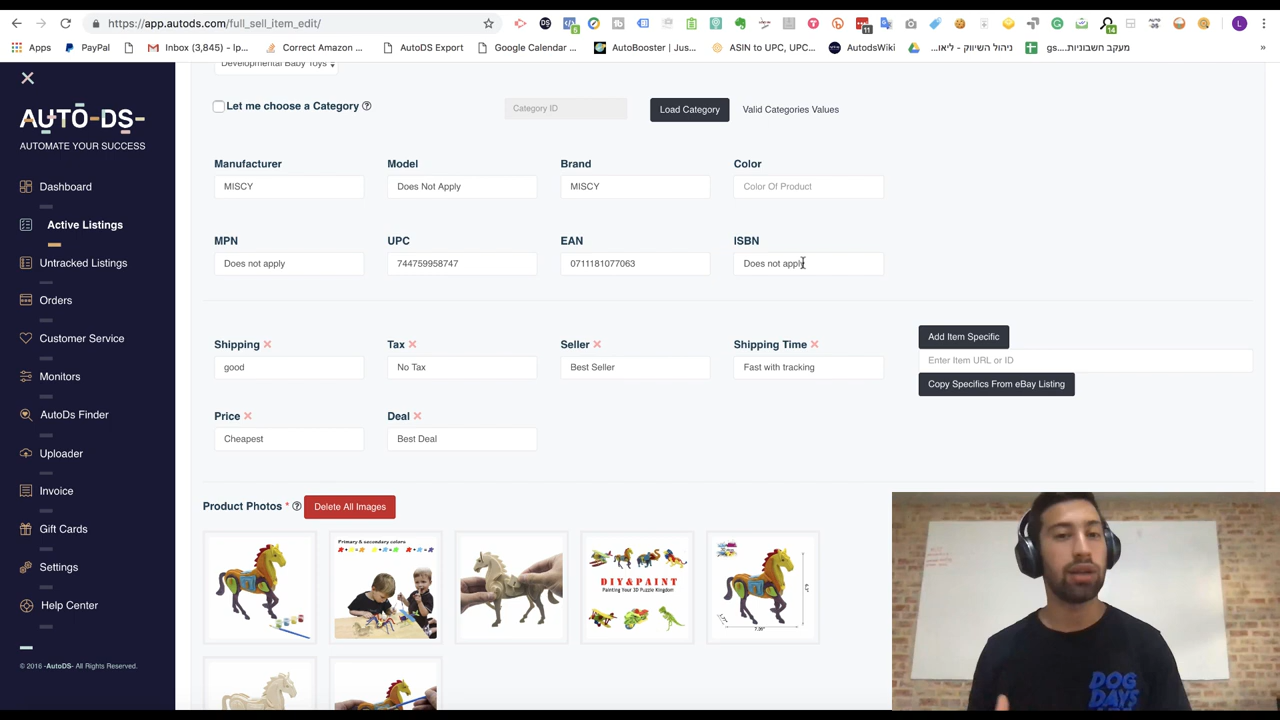 https://app.autods.com/full_sell_item_edit/
Apps
PayPal
Inbox (3,845) - lp...
Correct Amazon ...
AutoDS Export
Google Calendar ...
AutoBooster | Jus...
ASIN to UPC, UPC...
AutodsWiki
ניהול השיווק - ליאו...
מעקב חשבוניות.gs...
»
AUTO-DS-
AUTOMATE YOUR SUCCESS
Dashboard
Active Listings
Untracked Listings
Orders
Customer Service
Monitors
AutoDs Finder
Uploader
Invoice
Gift Cards
Settings
Help Center
© 2016 -AutoDS- All Rights Reserved.
Developmental Baby Toys
Let me choose a Category
Category ID
Load Category
Valid Categories Values
Manufacturer
Model
Brand
Color
MISCY
Does Not Apply
MISCY
Color Of Product
MPN
UPC
EAN
ISBN
Does not apply
744759958747
0711181077063
Does not apply
Shipping
Tax
Seller
Shipping Time
good
No Tax
Best Seller
Fast with tracking
Add Item Specific
Enter Item URL or ID
Copy Specifics From eBay Listing
Price
Deal
Cheapest
Best Deal
Product Photos *
Delete All Images
Primary & secondary colors
DIY&PAINT
Painting Your 3D Puzzle Kingdom
DOG
DAYS